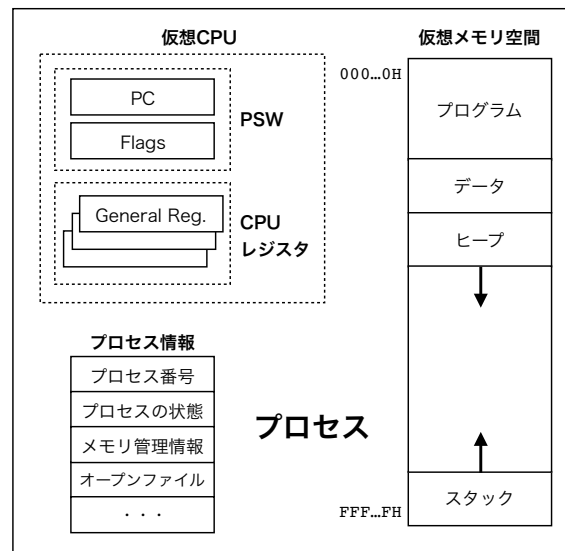 仮想CPU
PC
Flags
PSW
General Reg.
CPU
レジスタ
プロセス情報
プロセス番号
プロセスの状態
メモリ管理情報
オープンファイル
・・・
プロセス
仮想メモリ空間
000...0H
プログラム
データ
ヒープ
スタック
FFF...FH